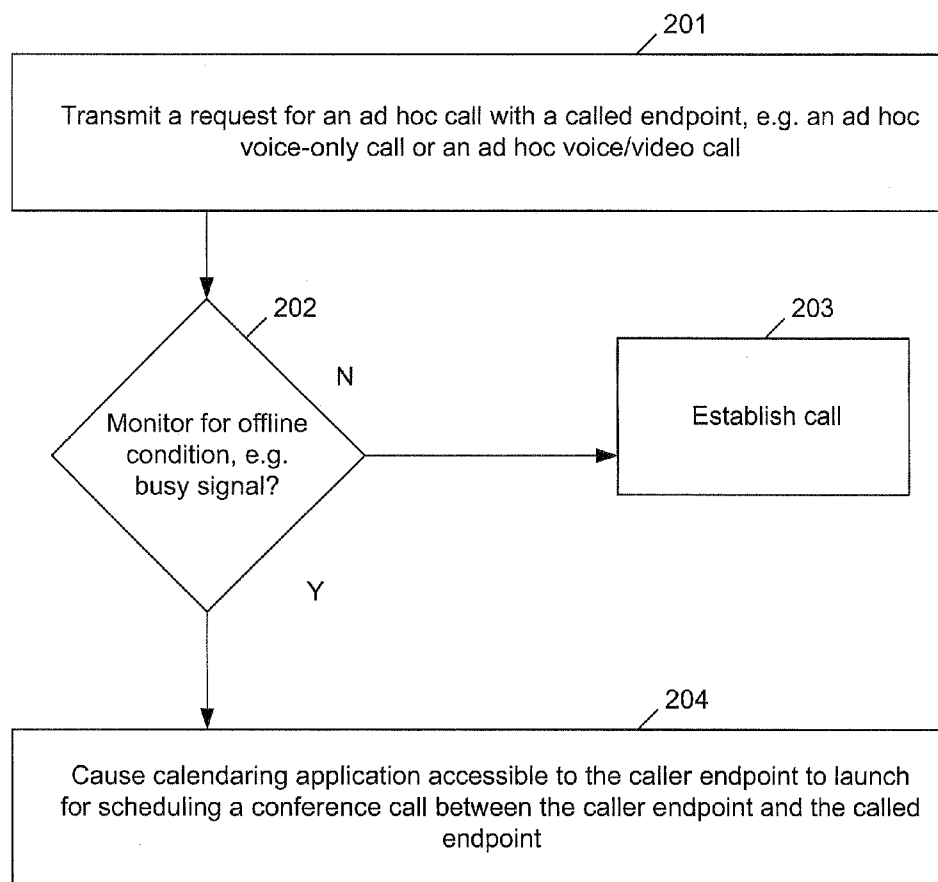 201
Transmit a request for an ad hoc call with a called endpoint, e.g. an ad hoc
voice-only call or an ad hoc voice/video call
202
203
N
Monitor for offline
condition, e.g.
busy signal?
Establish call
Y
204
Cause calendaring application accessible to the caller endpoint to launch
for scheduling a conference call between the caller endpoint and the called
endpoint